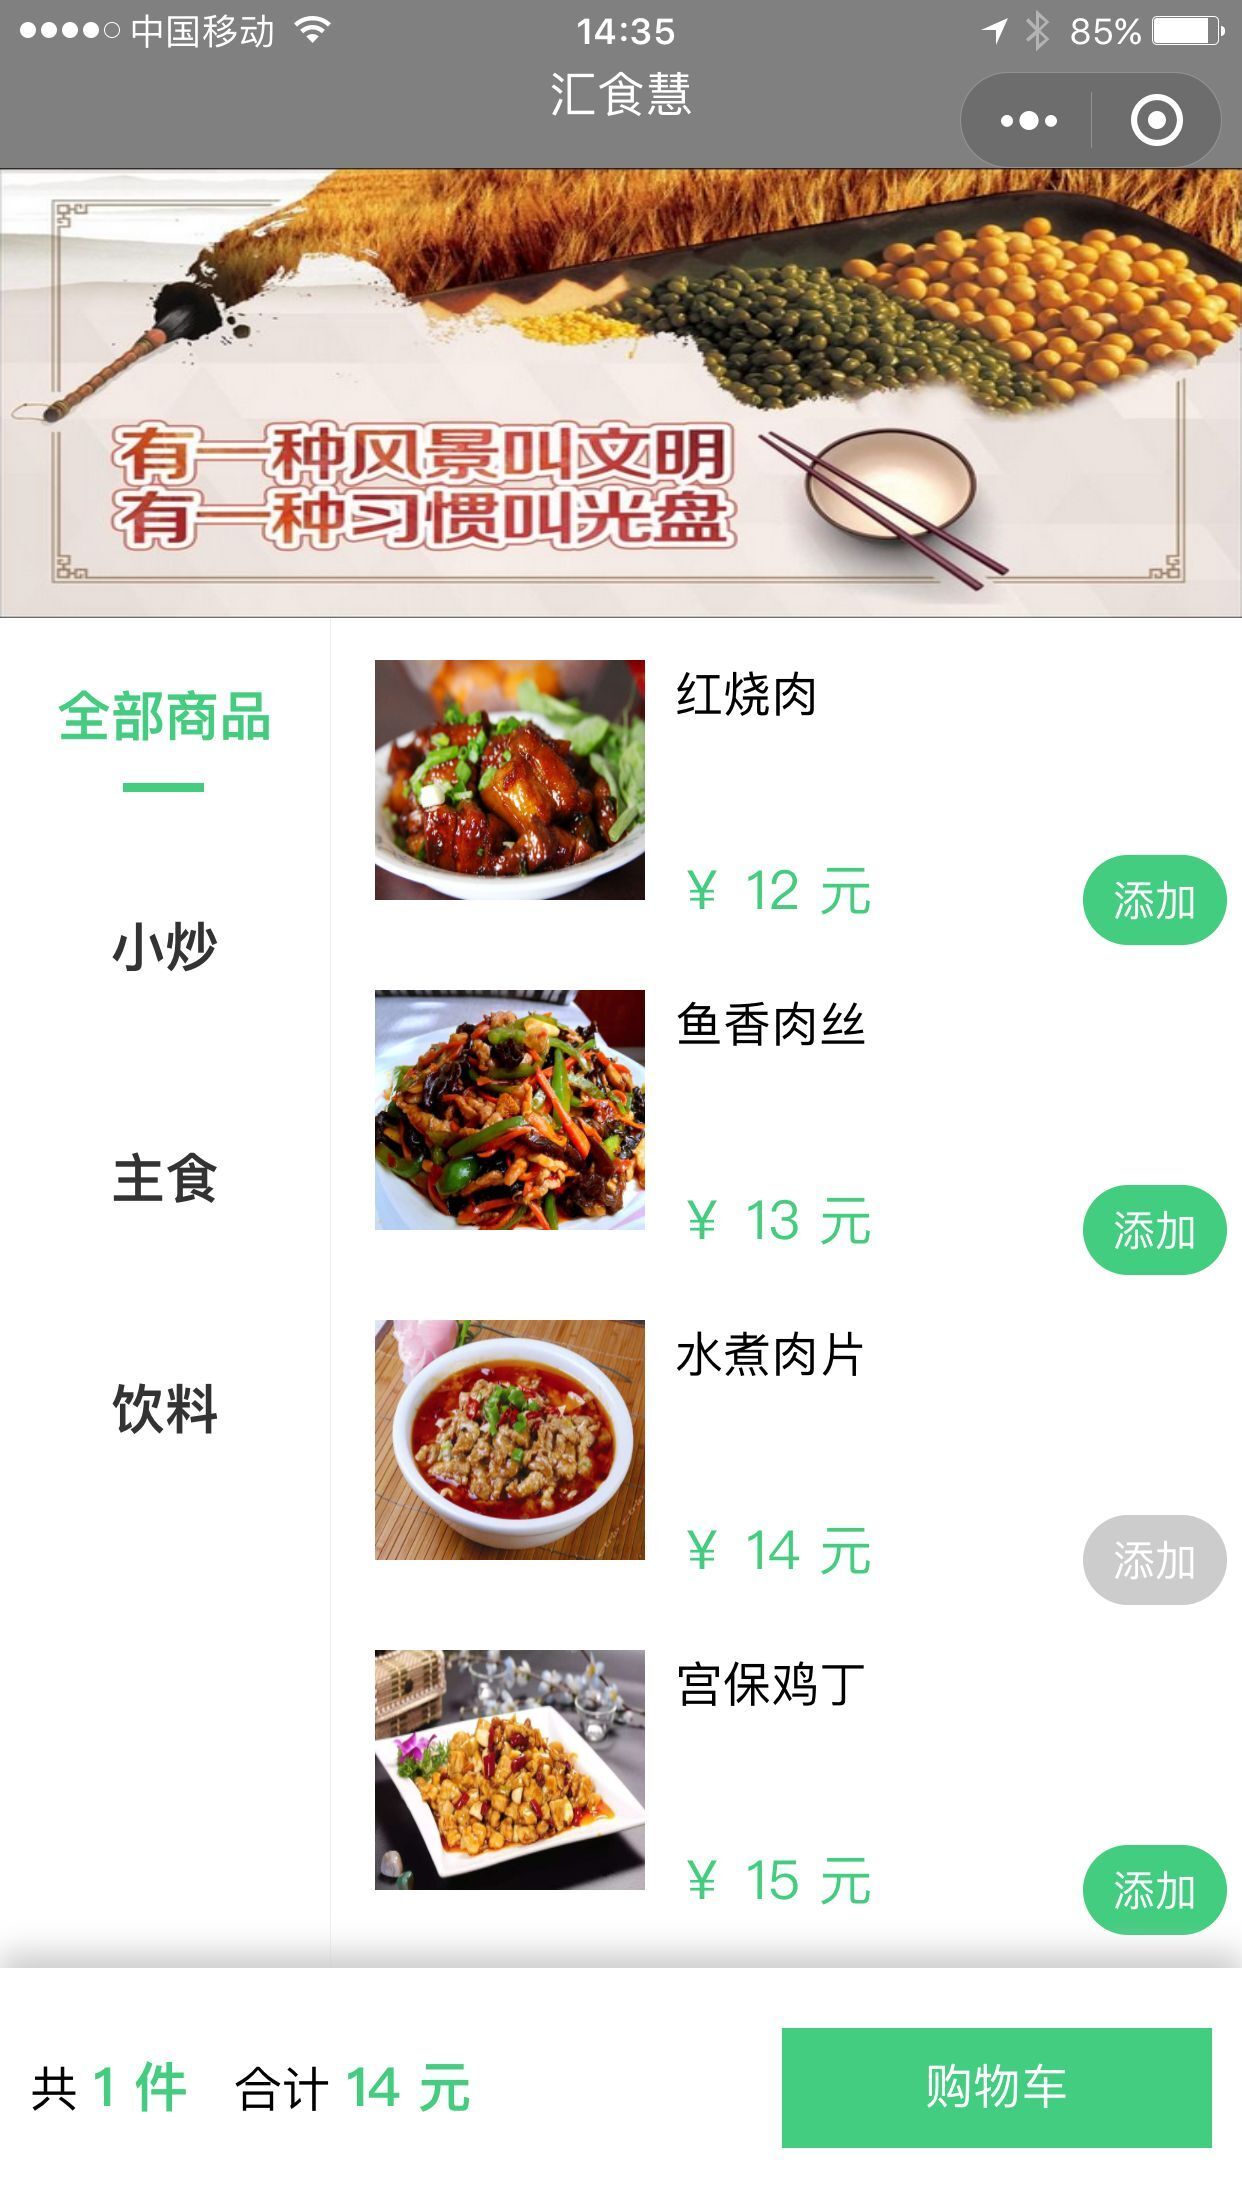 中国移动
14:35
85%
汇食慧
有一种风景叫文明
有一种习惯叫光盘
全部商品
小炒
主食
饮料
红烧肉
¥ 12 元
添加
鱼香肉丝
¥ 13 元
添加
水煮肉片
¥ 14 元
添加
宫保鸡丁
¥ 15 元
添加
共 1 件 合计 14 元
购物车